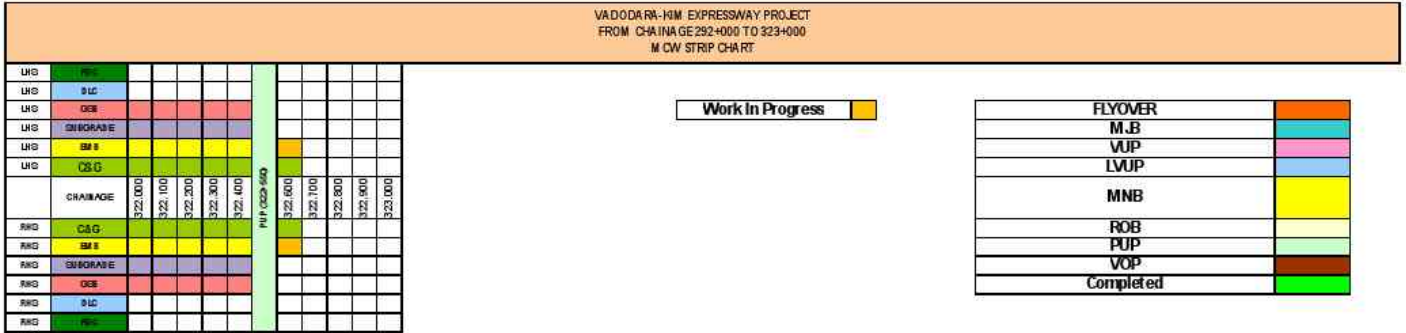 VADODARA-KIM EXPRESSWAY PROJECT
FROM CHAINAGE 292+000 TO 323+000
MCW STRIP CHART
LHS PQC
LHS DLC
LHS GSB
LHS SUBGRADE
LHS EMB
LHS C&G
CHAINAGE 322.000 322.100 322.200 322.300 322.400 PUP (322+550) 322.600 322.700 322.800 322.900 323.000
RHS C&G
RHS EMB
RHS SUBGRADE
RHS GSB
RHS DLC
RHS PQC
Work In Progress
FLYOVER
MJB
VUP
LVUP
MNB
ROB
PUP
VOP
Completed